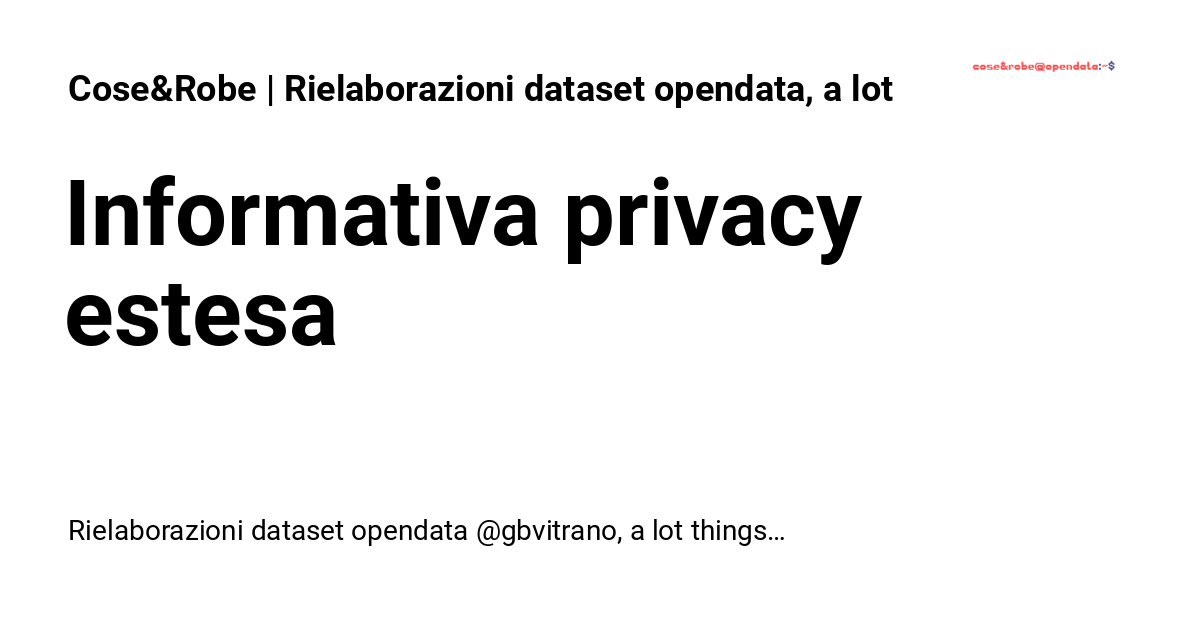 Cose&Robe | Rielaborazioni dataset opendata, a lot
cose&robe@opendata:~$
Informativa privacy
estesa
Rielaborazioni dataset opendata @gbvitrano, a lot things…